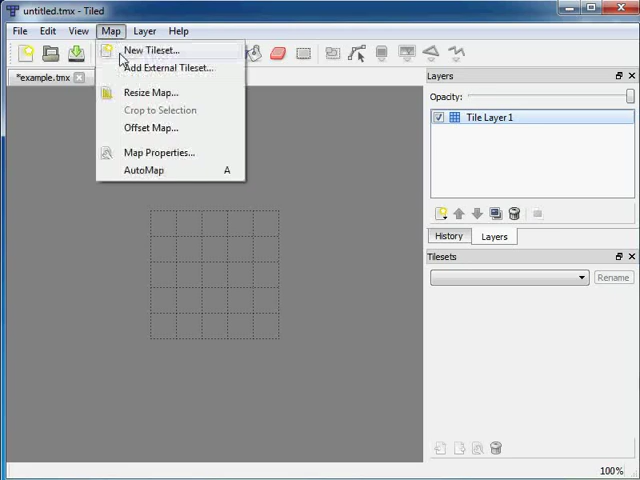 untitled.tmx - Tiled
File Edit View Map Layer Help
*example.tmx
New Tileset...
Add External Tileset...
Resize Map...
Crop to Selection
Offset Map...
Map Properties...
AutoMap A
Layers
Opacity:
Tile Layer 1
History Layers
Tilesets
Rename
100%